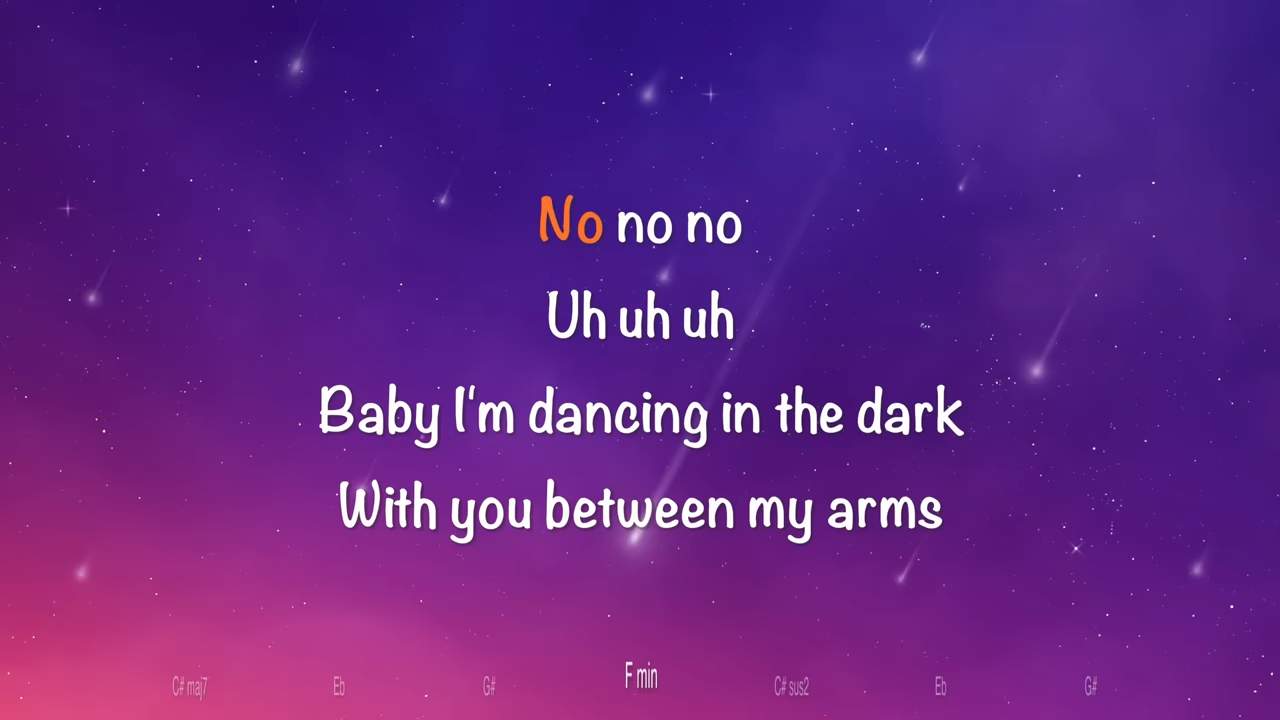 No no no
Uh uh uh
Baby I'm dancing in the dark
With you between my arms
C# maj7 Eb G# F min C# sus2 Eb G#